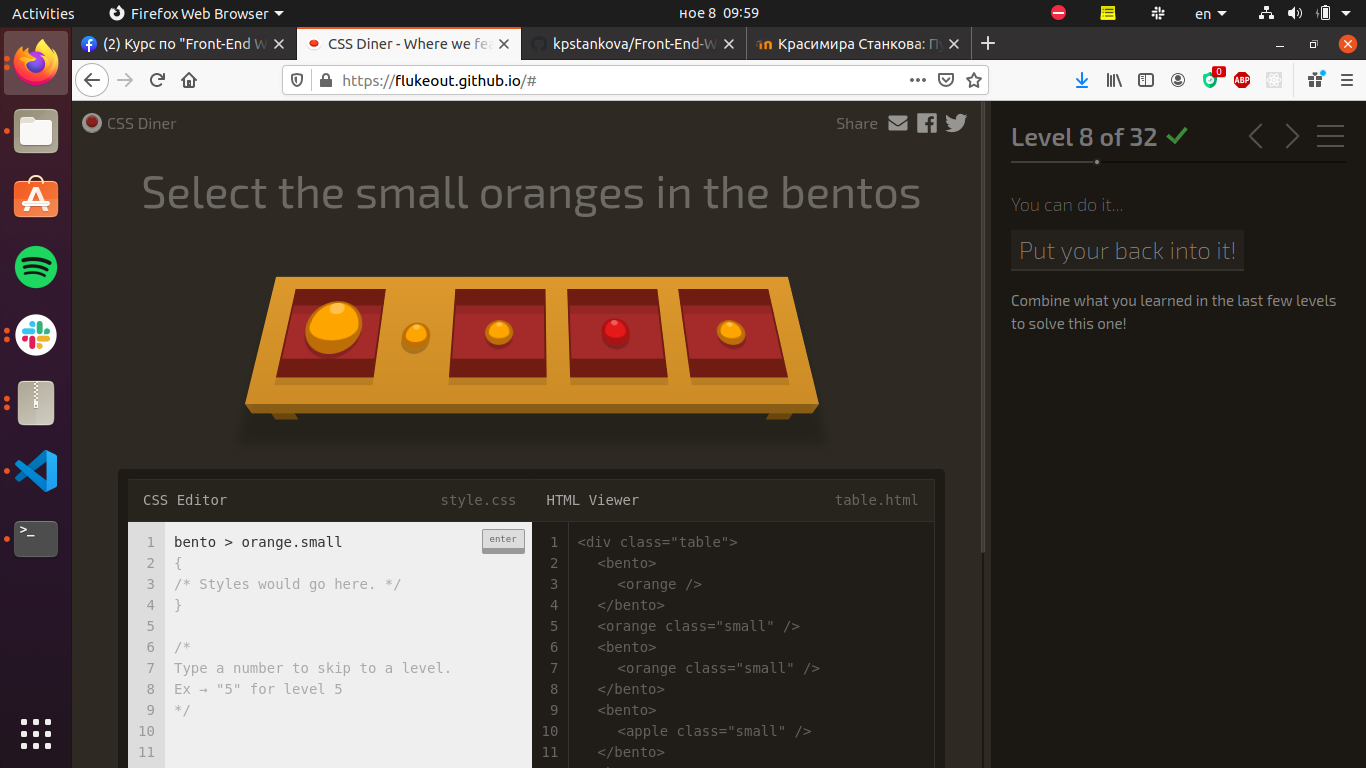 Activities
Firefox Web Browser
ное 8 09:59
en
(2) Курс по "Front-End W
CSS Diner - Where we fea
kpstankova/Front-End-W
Красимира Станкова: П
https://flukeout.github.io/#
0
ABP
CSS Diner
Share
Select the small oranges in the bentos
CSS Editor
style.css
HTML Viewer
table.html
enter
1 bento > orange.small
2 {
3 /* Styles would go here. */
4 }
5
6 /*
7 Type a number to skip to a level.
8 Ex → "5" for level 5
9 */
10
11
1 <div class="table">
2 <bento>
3 <orange />
4 </bento>
5 <orange class="small" />
6 <bento>
7 <orange class="small" />
8 </bento>
9 <bento>
10 <apple class="small" />
11 </bento>
Level 8 of 32
You can do it...
Put your back into it!
Combine what you learned in the last few levels
to solve this one!